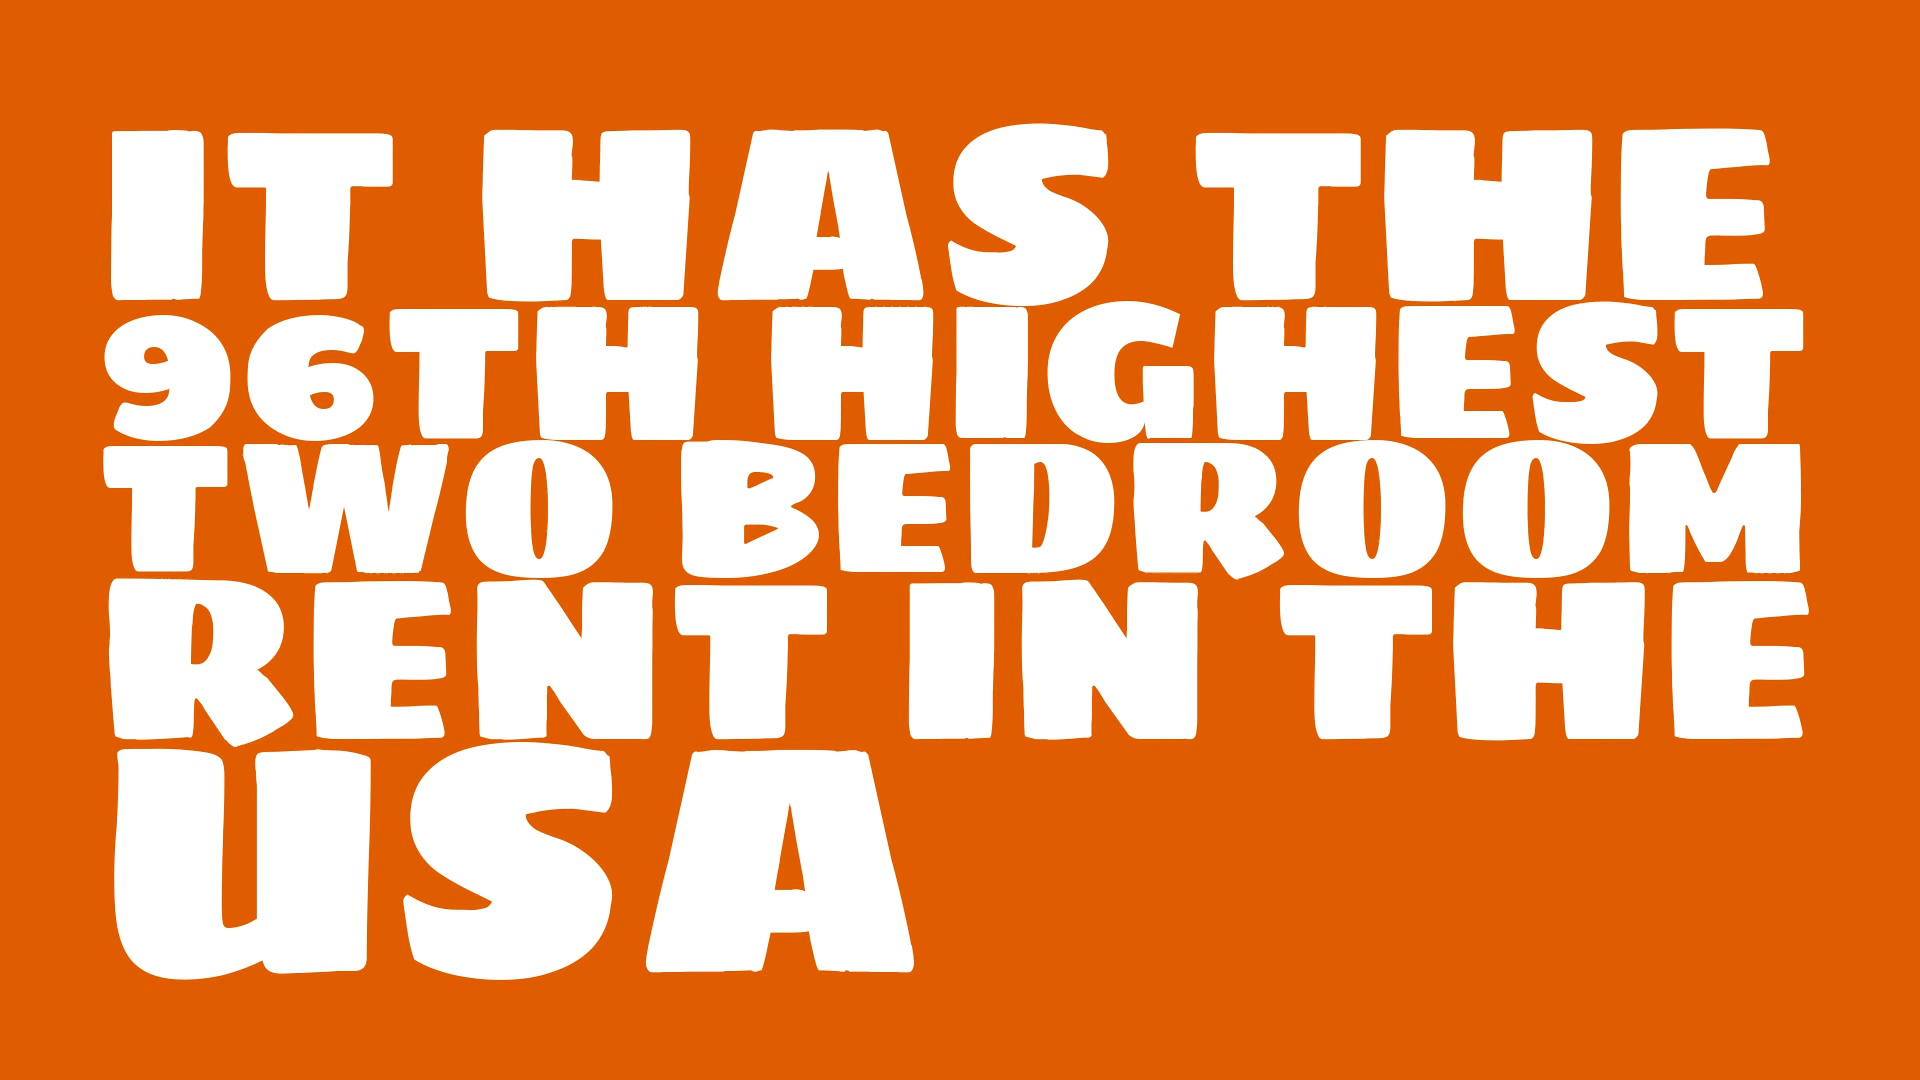 IT HAS THE
96TH HIGHEST
TWO BEDROOM
RENT IN THE
USA